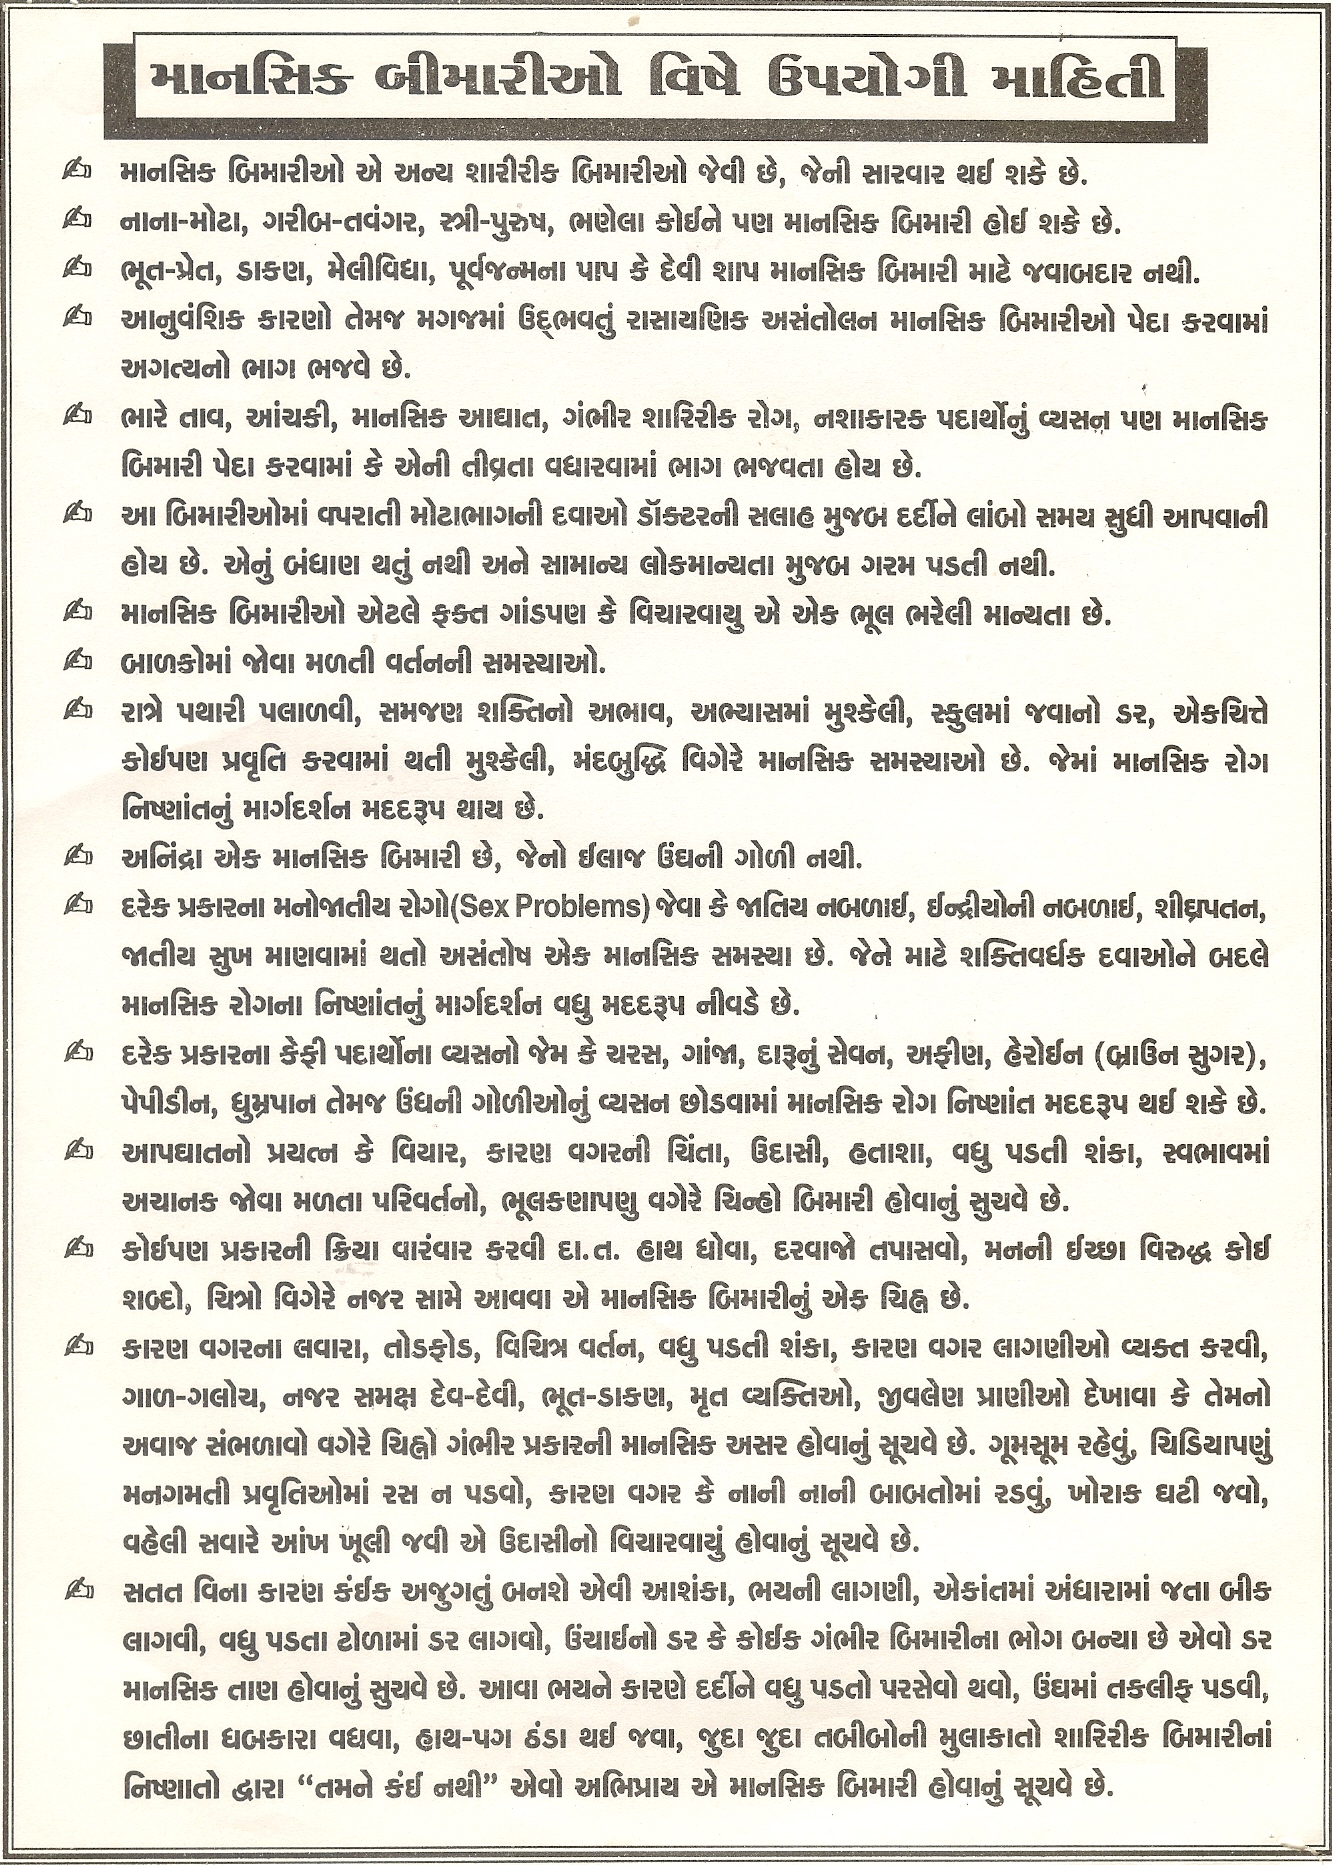 માનસિક બીમારીઓ વિષે ઉપયોગી માહિતી
માનસિક બિમારીઓ એ અન્ય શારીરીક બિમારીઓ જેવી છે, જેની સારવાર થઈ શકે છે.
નાના-મોટા, ગરીબ-તવંગર, સ્ત્રી-પુરુષ, ભણેલા કોઈને પણ માનસિક બિમારી હોઈ શકે છે.
ભૂત-પ્રેત, ડાકણ, મેલીવિદ્યા, પૂર્વજન્મના પાપ કે દેવી શાપ માનસિક બિમારી માટે જવાબદાર નથી.
આનુવંશિક કારણો તેમજ મગજમાં ઉદ્‌ભવતું રાસાયણિક અસંતોલન માનસિક બિમારીઓ પેદા કરવામાં
અગત્યનો ભાગ ભજવે છે.
ભારે તાવ, આંચકી, માનસિક આઘાત, ગંભીર શારિરીક રોગ, નશાકારક પદાર્થોનું વ્યસન પણ માનસિક
બિમારી પેદા કરવામાં કે એની તીવ્રતા વધારવામાં ભાગ ભજવતા હોય છે.
આ બિમારીઓમાં વપરાતી મોટાભાગની દવાઓ ડૉક્ટરની સલાહ મુજબ દર્દીને લાંબો સમય સુધી આપવાની
હોય છે. એનું બંધાણ થતું નથી અને સામાન્ય લોકમાન્યતા મુજબ ગરમ પડતી નથી.
માનસિક બિમારીઓ એટલે ફક્ત ગાંડપણ કે વિચારવાયુ એ એક ભૂલ ભરેલી માન્યતા છે.
બાળકોમાં જોવા મળતી વર્તનની સમસ્યાઓ.
રાત્રે પથારી પલાળવી, સમજણ શક્તિનો અભાવ, અભ્યાસમાં મુશ્કેલી, સ્કુલમાં જવાનો ડર, એકચિત્તે
કોઈપણ પ્રવૃતિ કરવામાં થતી મુશ્કેલી, મંદબુદ્ધિ વિગેરે માનસિક સમસ્યાઓ છે. જેમાં માનસિક રોગ
નિષ્ણાંતનું માર્ગદર્શન મદદરૂપ થાય છે.
અનિંદ્રા એક માનસિક બિમારી છે, જેનો ઈલાજ ઉંઘની ગોળી નથી.
દરેક પ્રકારના મનોજાતીય રોગો(Sex Problems) જેવા કે જાતિય નબળાઈ, ઈન્દ્રીયોની નબળાઈ, શીઘ્રપતન,
જાતીય સુખ માણવામાં થતો અસંતોષ એક માનસિક સમસ્યા છે. જેને માટે શક્તિવર્ધક દવાઓને બદલે
માનસિક રોગના નિષ્ણાંતનું માર્ગદર્શન વધુ મદદરૂપ નીવડે છે.
દરેક પ્રકારના કેફી પદાર્થોના વ્યસનો જેમ કે ચરસ, ગાંજા, દારૂનું સેવન, અફીણ, હેરોઈન (બ્રાઉન સુગર),
પેપીડીન, ધુમ્રપાન તેમજ ઉંઘની ગોળીઓનું વ્યસન છોડવામાં માનસિક રોગ નિષ્ણાંત મદદરૂપ થઈ શકે છે.
આપઘાતનો પ્રયત્ન કે વિચાર, કારણ વગરની ચિંતા, ઉદાસી, હતાશા, વધુ પડતી શંકા, સ્વભાવમાં
અચાનક જોવા મળતા પરિવર્તનો, ભૂલકણાપણુ વગેરે ચિન્હો બિમારી હોવાનું સુચવે છે.
કોઈપણ પ્રકારની ક્રિયા વારંવાર કરવી દા.ત. હાથ ધોવા, દરવાજો તપાસવો, મનની ઈચ્છા વિરુદ્ધ કોઈ
શબ્દો, ચિત્રો વિગેરે નજર સામે આવવા એ માનસિક બિમારીનું એક ચિહ્ન છે.
કારણ વગરના લવારા, તોડફોડ, વિચિત્ર વર્તન, વધુ પડતી શંકા, કારણ વગર લાગણીઓ વ્યક્ત કરવી,
ગાળ-ગલોચ, નજર સમક્ષ દેવ-દેવી, ભૂત-ડાકણ, મૃત વ્યક્તિઓ, જીવલેણ પ્રાણીઓ દેખાવા કે તેમનો
અવાજ સંભળાવો વગેરે ચિહ્નો ગંભીર પ્રકારની માનસિક અસર હોવાનું સૂચવે છે. ગૂમસૂમ રહેવું, ચિડિયાપણું
મનગમતી પ્રવૃતિઓમાં રસ ન પડવો, કારણ વગર કે નાની નાની બાબતોમાં રડવું, ખોરાક ઘટી જવો,
વહેલી સવારે આંખ ખૂલી જવી એ ઉદાસીનો વિચારવાયું હોવાનું સૂચવે છે.
સતત વિના કારણ કંઈક અજુગતું બનશે એવી આશંકા, ભયની લાગણી, એકાંતમાં અંધારામાં જતા બીક
લાગવી, વધુ પડતા ટોળામાં ડર લાગવો, ઉંચાઈનો ડર કે કોઈક ગંભીર બિમારીના ભોગ બન્યા છે એવો ડર
માનસિક તાણ હોવાનું સુચવે છે. આવા ભયને કારણે દર્દીને વધુ પડતો પરસેવો થવો, ઉંઘમાં તકલીફ પડવી,
છાતીના ધબકારા વધવા, હાથ-પગ ઠંડા થઈ જવા, જુદા જુદા તબીબોની મુલાકાતો શારિરીક બિમારીનાં
નિષ્ણાતો દ્વારા “તમને કંઈ નથી” એવો અભિપ્રાય એ માનસિક બિમારી હોવાનું સૂચવે છે.